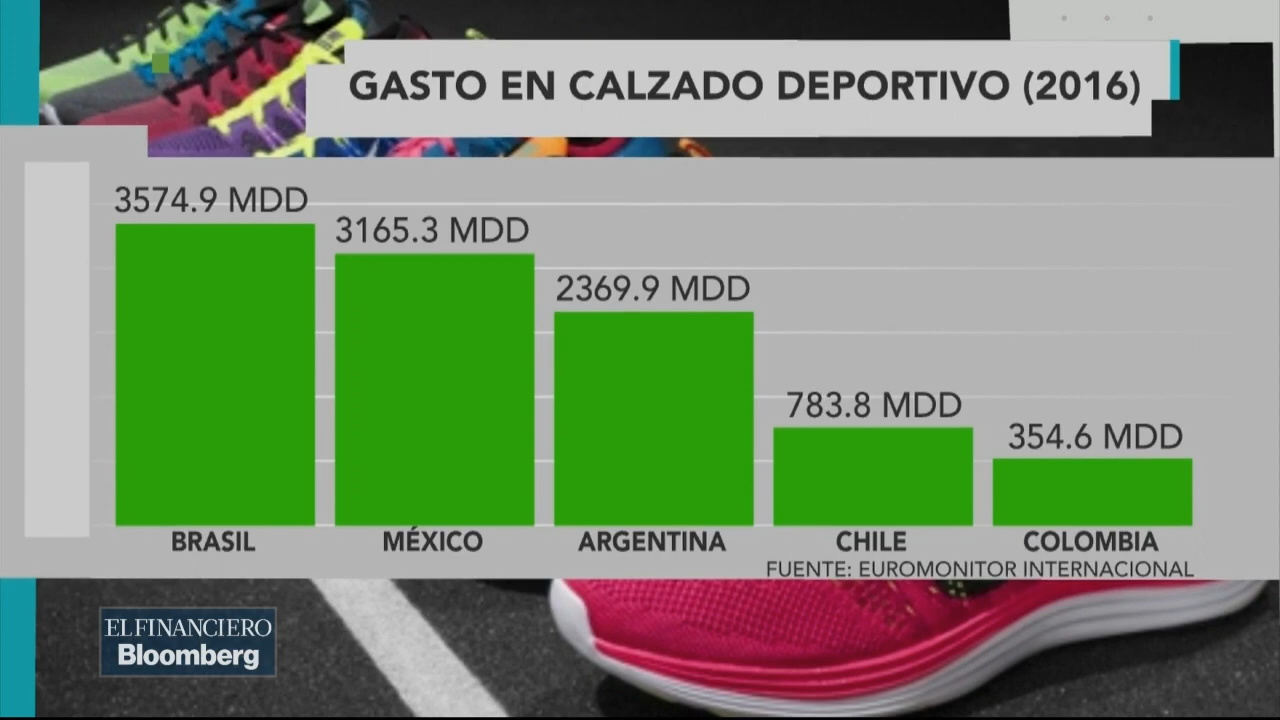 GASTO EN CALZADO DEPORTIVO (2016)
3574.9 MDD
3165.3 MDD
2369.9 MDD
783.8 MDD
354.6 MDD
BRASIL
MÉXICO
ARGENTINA
CHILE
COLOMBIA
FUENTE: EUROMONITOR INTERNACIONAL
EL FINANCIERO
Bloomberg